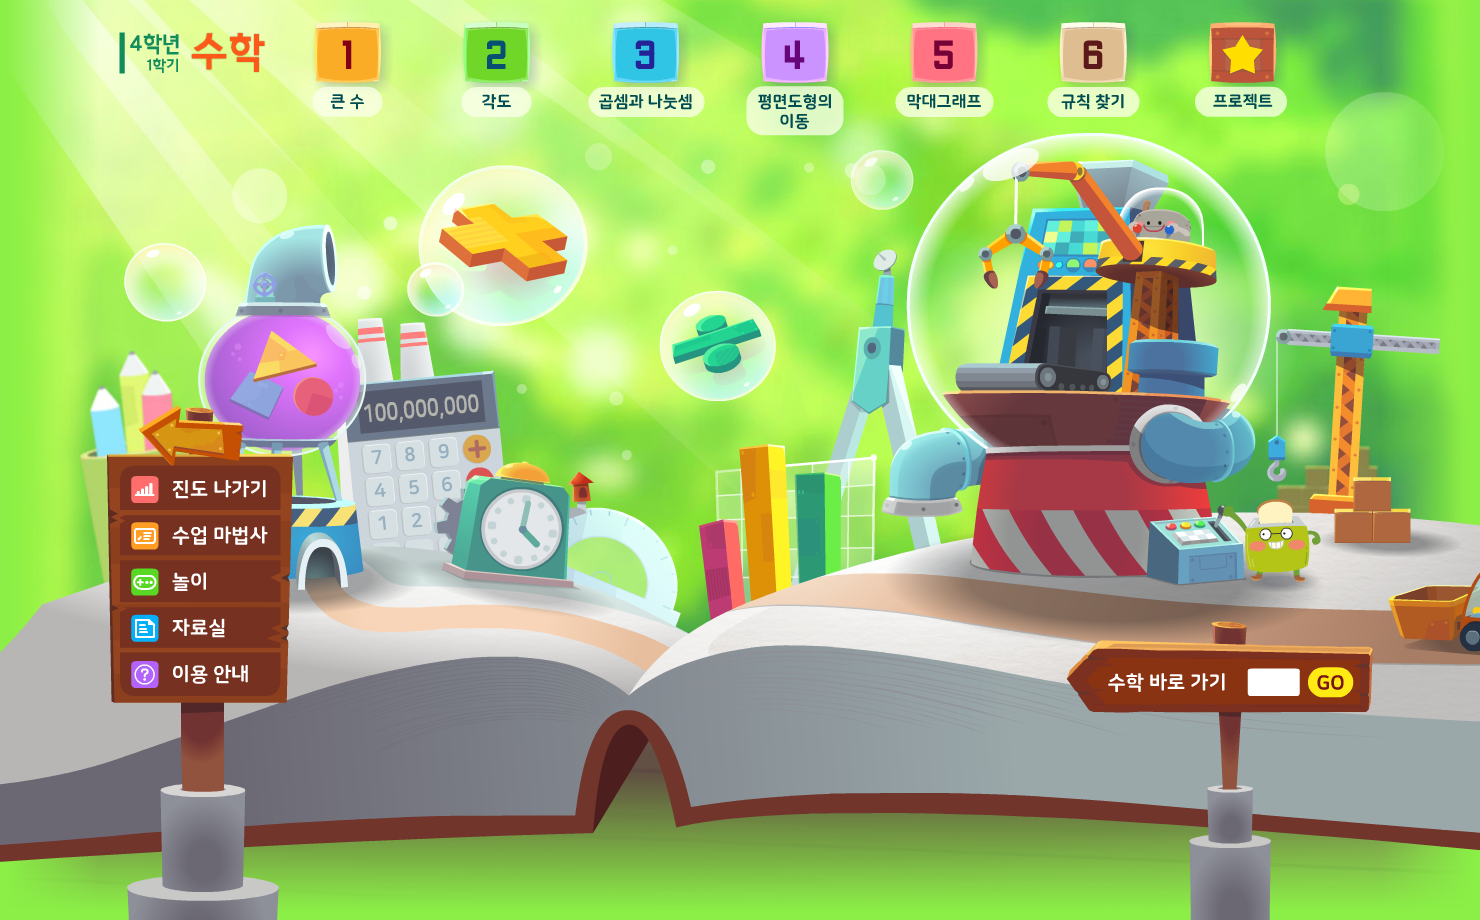 4학년
1학기
수학
1
큰 수
2
각도
3
곱셈과 나눗셈
4
평면도형의
이동
5
막대그래프
6
규칙 찾기
프로젝트
100,000,000
7 8 9
4 5 6
1 2
진도 나가기
수업 마법사
놀이
자료실
? 이용 안내
수학 바로 가기 GO